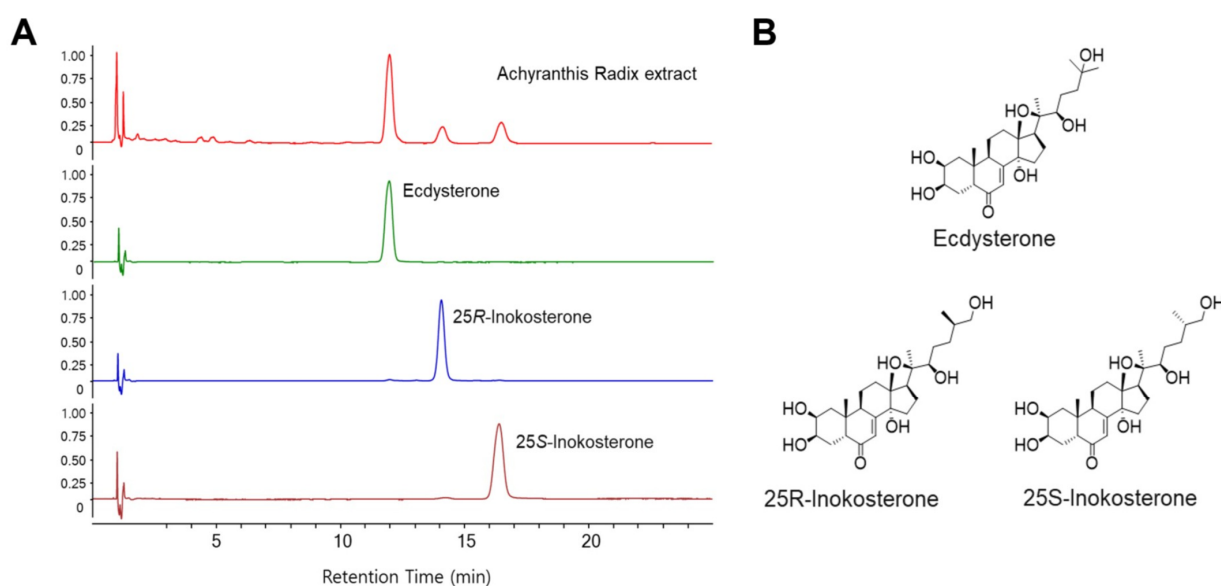 A
1.00
0.75
0.50
0.25
0
Achyranthis Radix extract
1.00
0.75
0.50
0.25
0
Ecdysterone
1.00
0.75
0.50
0.25
0
25R-Inokosterone
1.00
0.75
0.50
0.25
0
25S-Inokosterone
5 10 15 20
Retention Time (min)
B
OH
HO
OH
HO
HO
OH
O
Ecdysterone
OH
HO
OH
HO
HO
OH
O
25R-Inokosterone
OH
HO
OH
HO
HO
OH
O
25S-Inokosterone